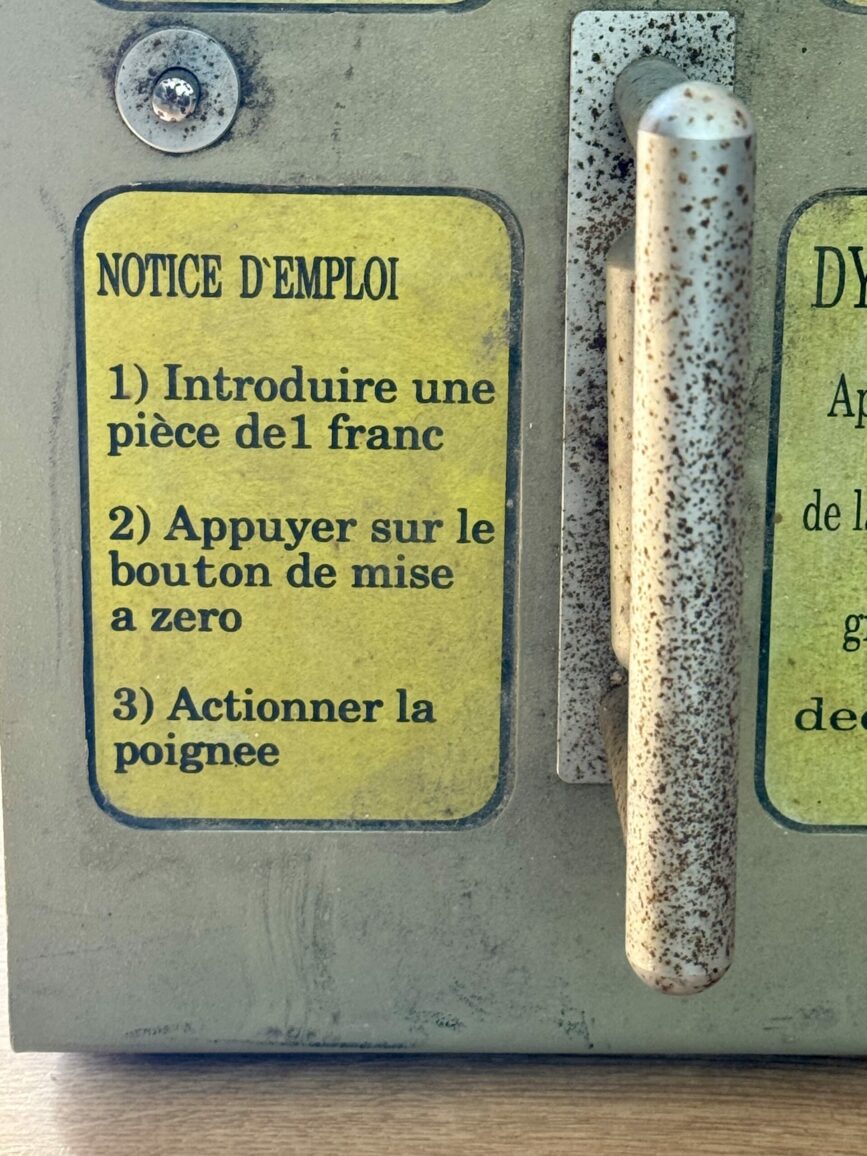 NOTICE D`EMPLOI
1) Introduire une
pièce de1 franc
2) Appuyer sur le
bouton de mise
a zero
3) Actionner la
poignee
de